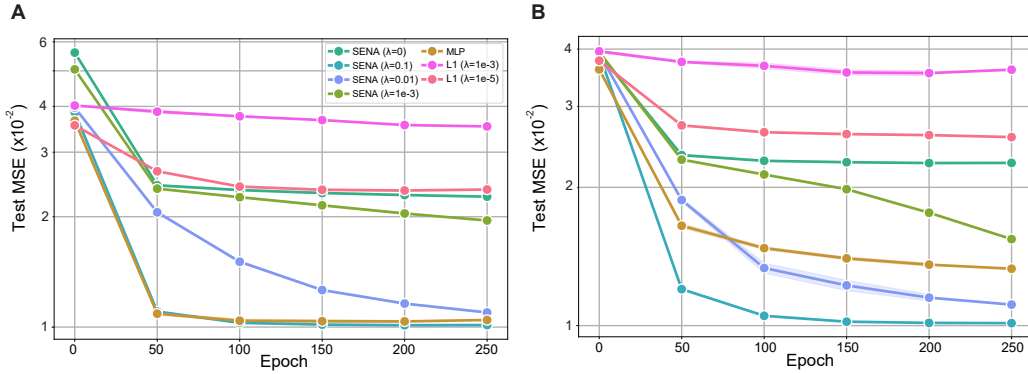 A
B
Test MSE (x10⁻²)
6
4
3
2
1
SENA (λ=0)
SENA (λ=0.1)
SENA (λ=0.01)
SENA (λ=1e-3)
MLP
L1 (λ=1e-3)
L1 (λ=1e-5)
0 50 100 150 200 250
Epoch
Test MSE (x10⁻²)
4
3
2
1
0 50 100 150 200 250
Epoch